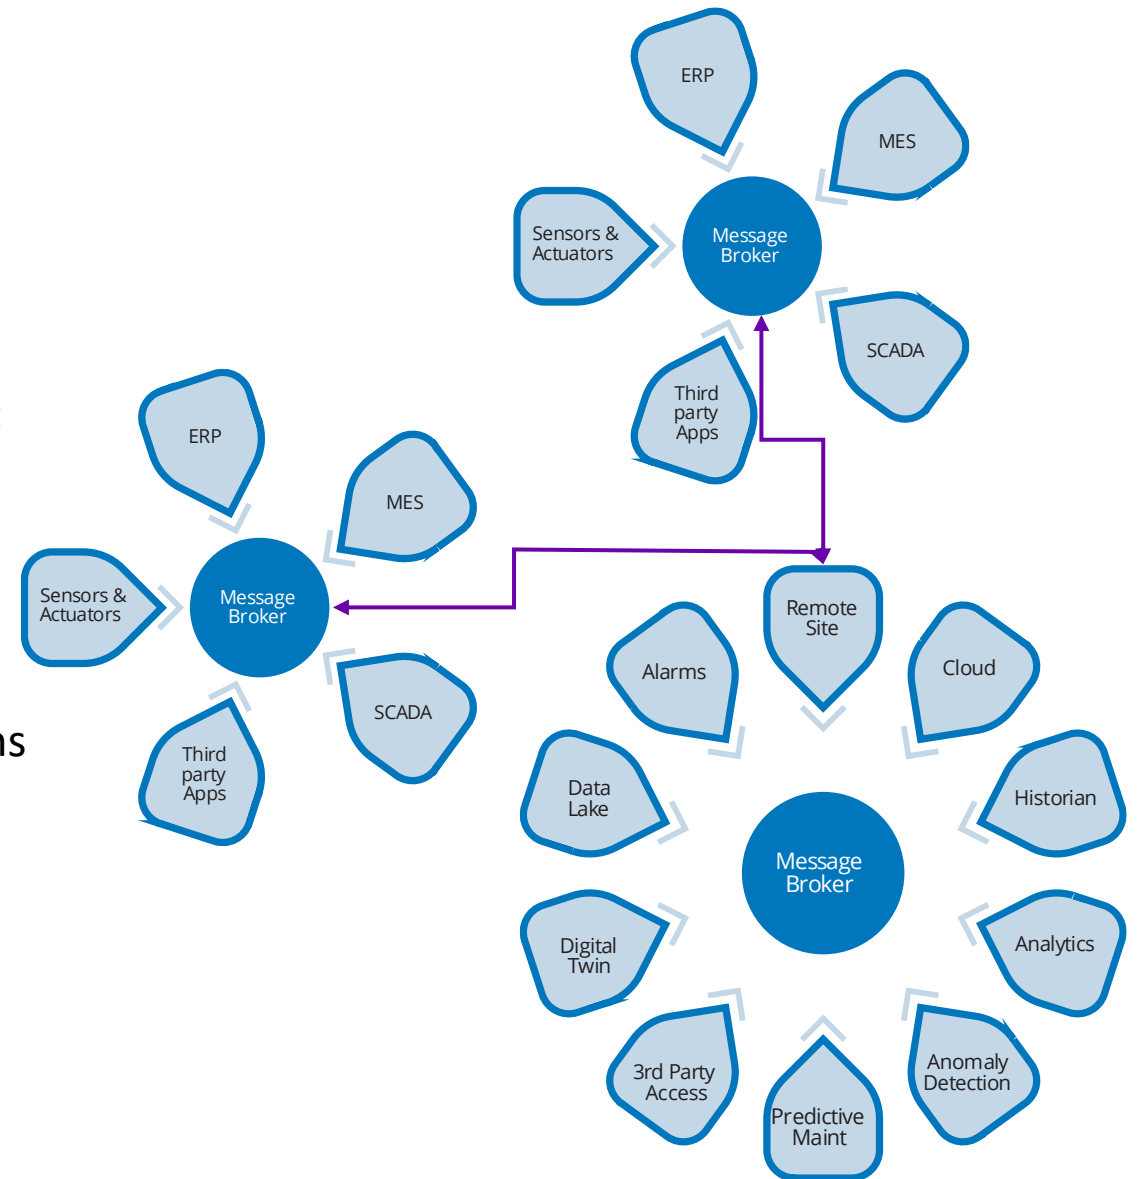 ERP
MES
Sensors &
Actuators
Message
Broker
SCADA
Third
party
Apps
ERP
MES
Sensors &
Actuators
Message
Broker
SCADA
Third
party
Apps
ns
Remote
Site
Alarms
Cloud
Data
Lake
Historian
Message
Broker
Digital
Twin
Analytics
3rd Party
Access
Anomaly
Detection
Predictive
Maint